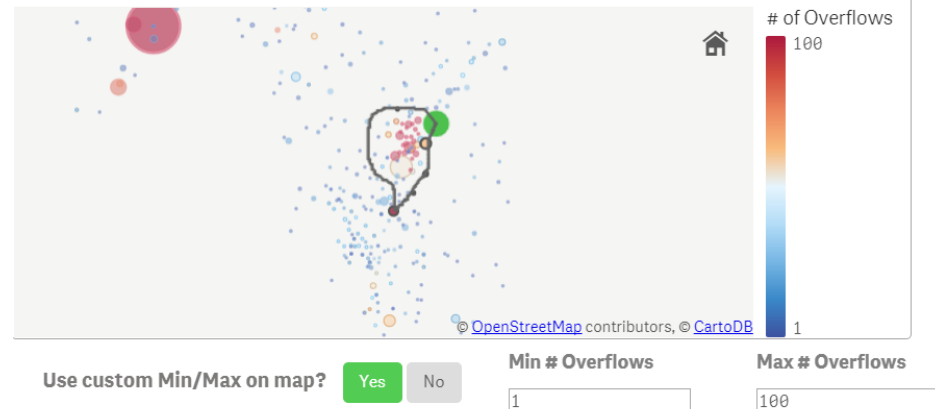 # of Overflows
100
1
© OpenStreetMap contributors, © CartoDB
Use custom Min/Max on map?
Yes
No
Min # Overflows
1
Max # Overflows
100